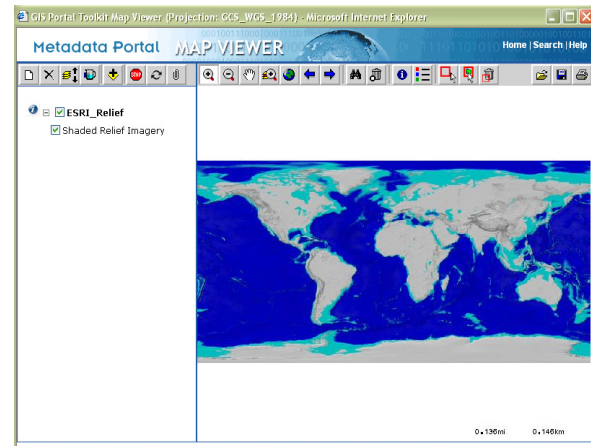 GIS Portal Toolkit Map Viewer (Projection: GCS_WGS_1984) - Microsoft Internet Explorer
Metadata Portal MAP VIEWER
Home | Search | Help
STOP
ESRI_Relief
Shaded Relief Imagery
0.136mi 0.146km